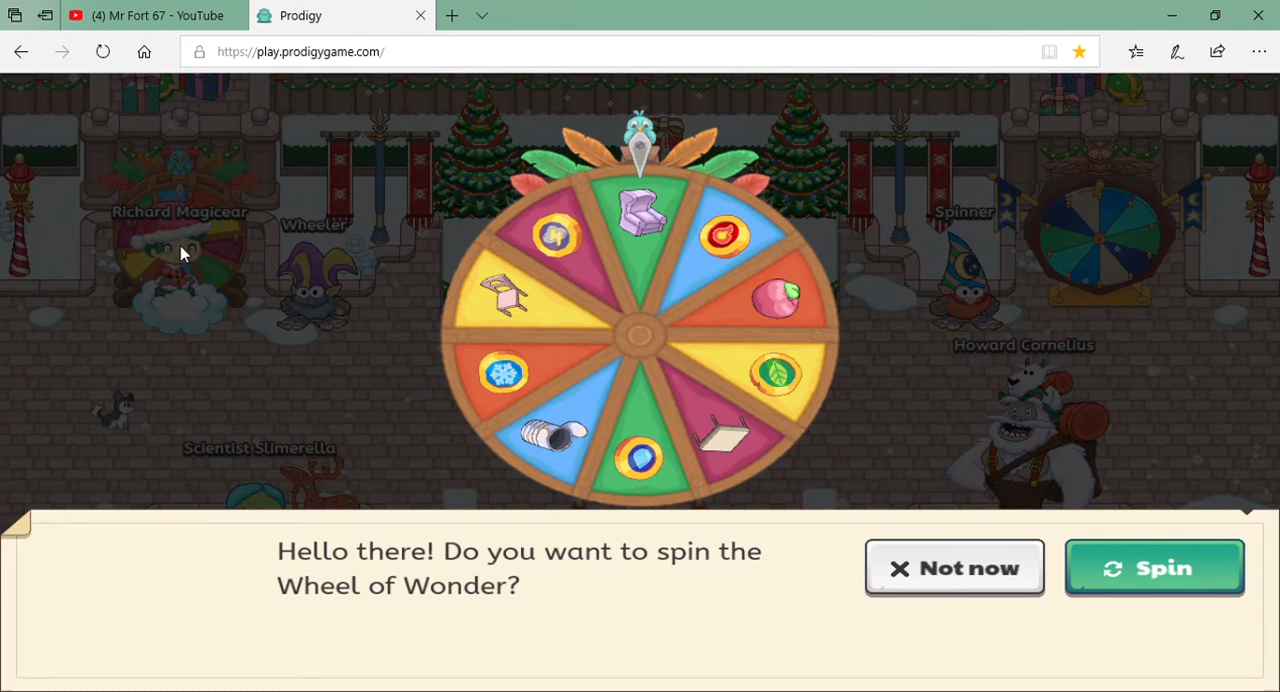 (4) Mr Fort 67 - YouTube
Prodigy
https://play.prodigygame.com/
Richard Magicear
Wheeler
Spinner
Howard Cornelius
Scientist Slimerella
Hello there! Do you want to spin the
Wheel of Wonder?
Not now
Spin